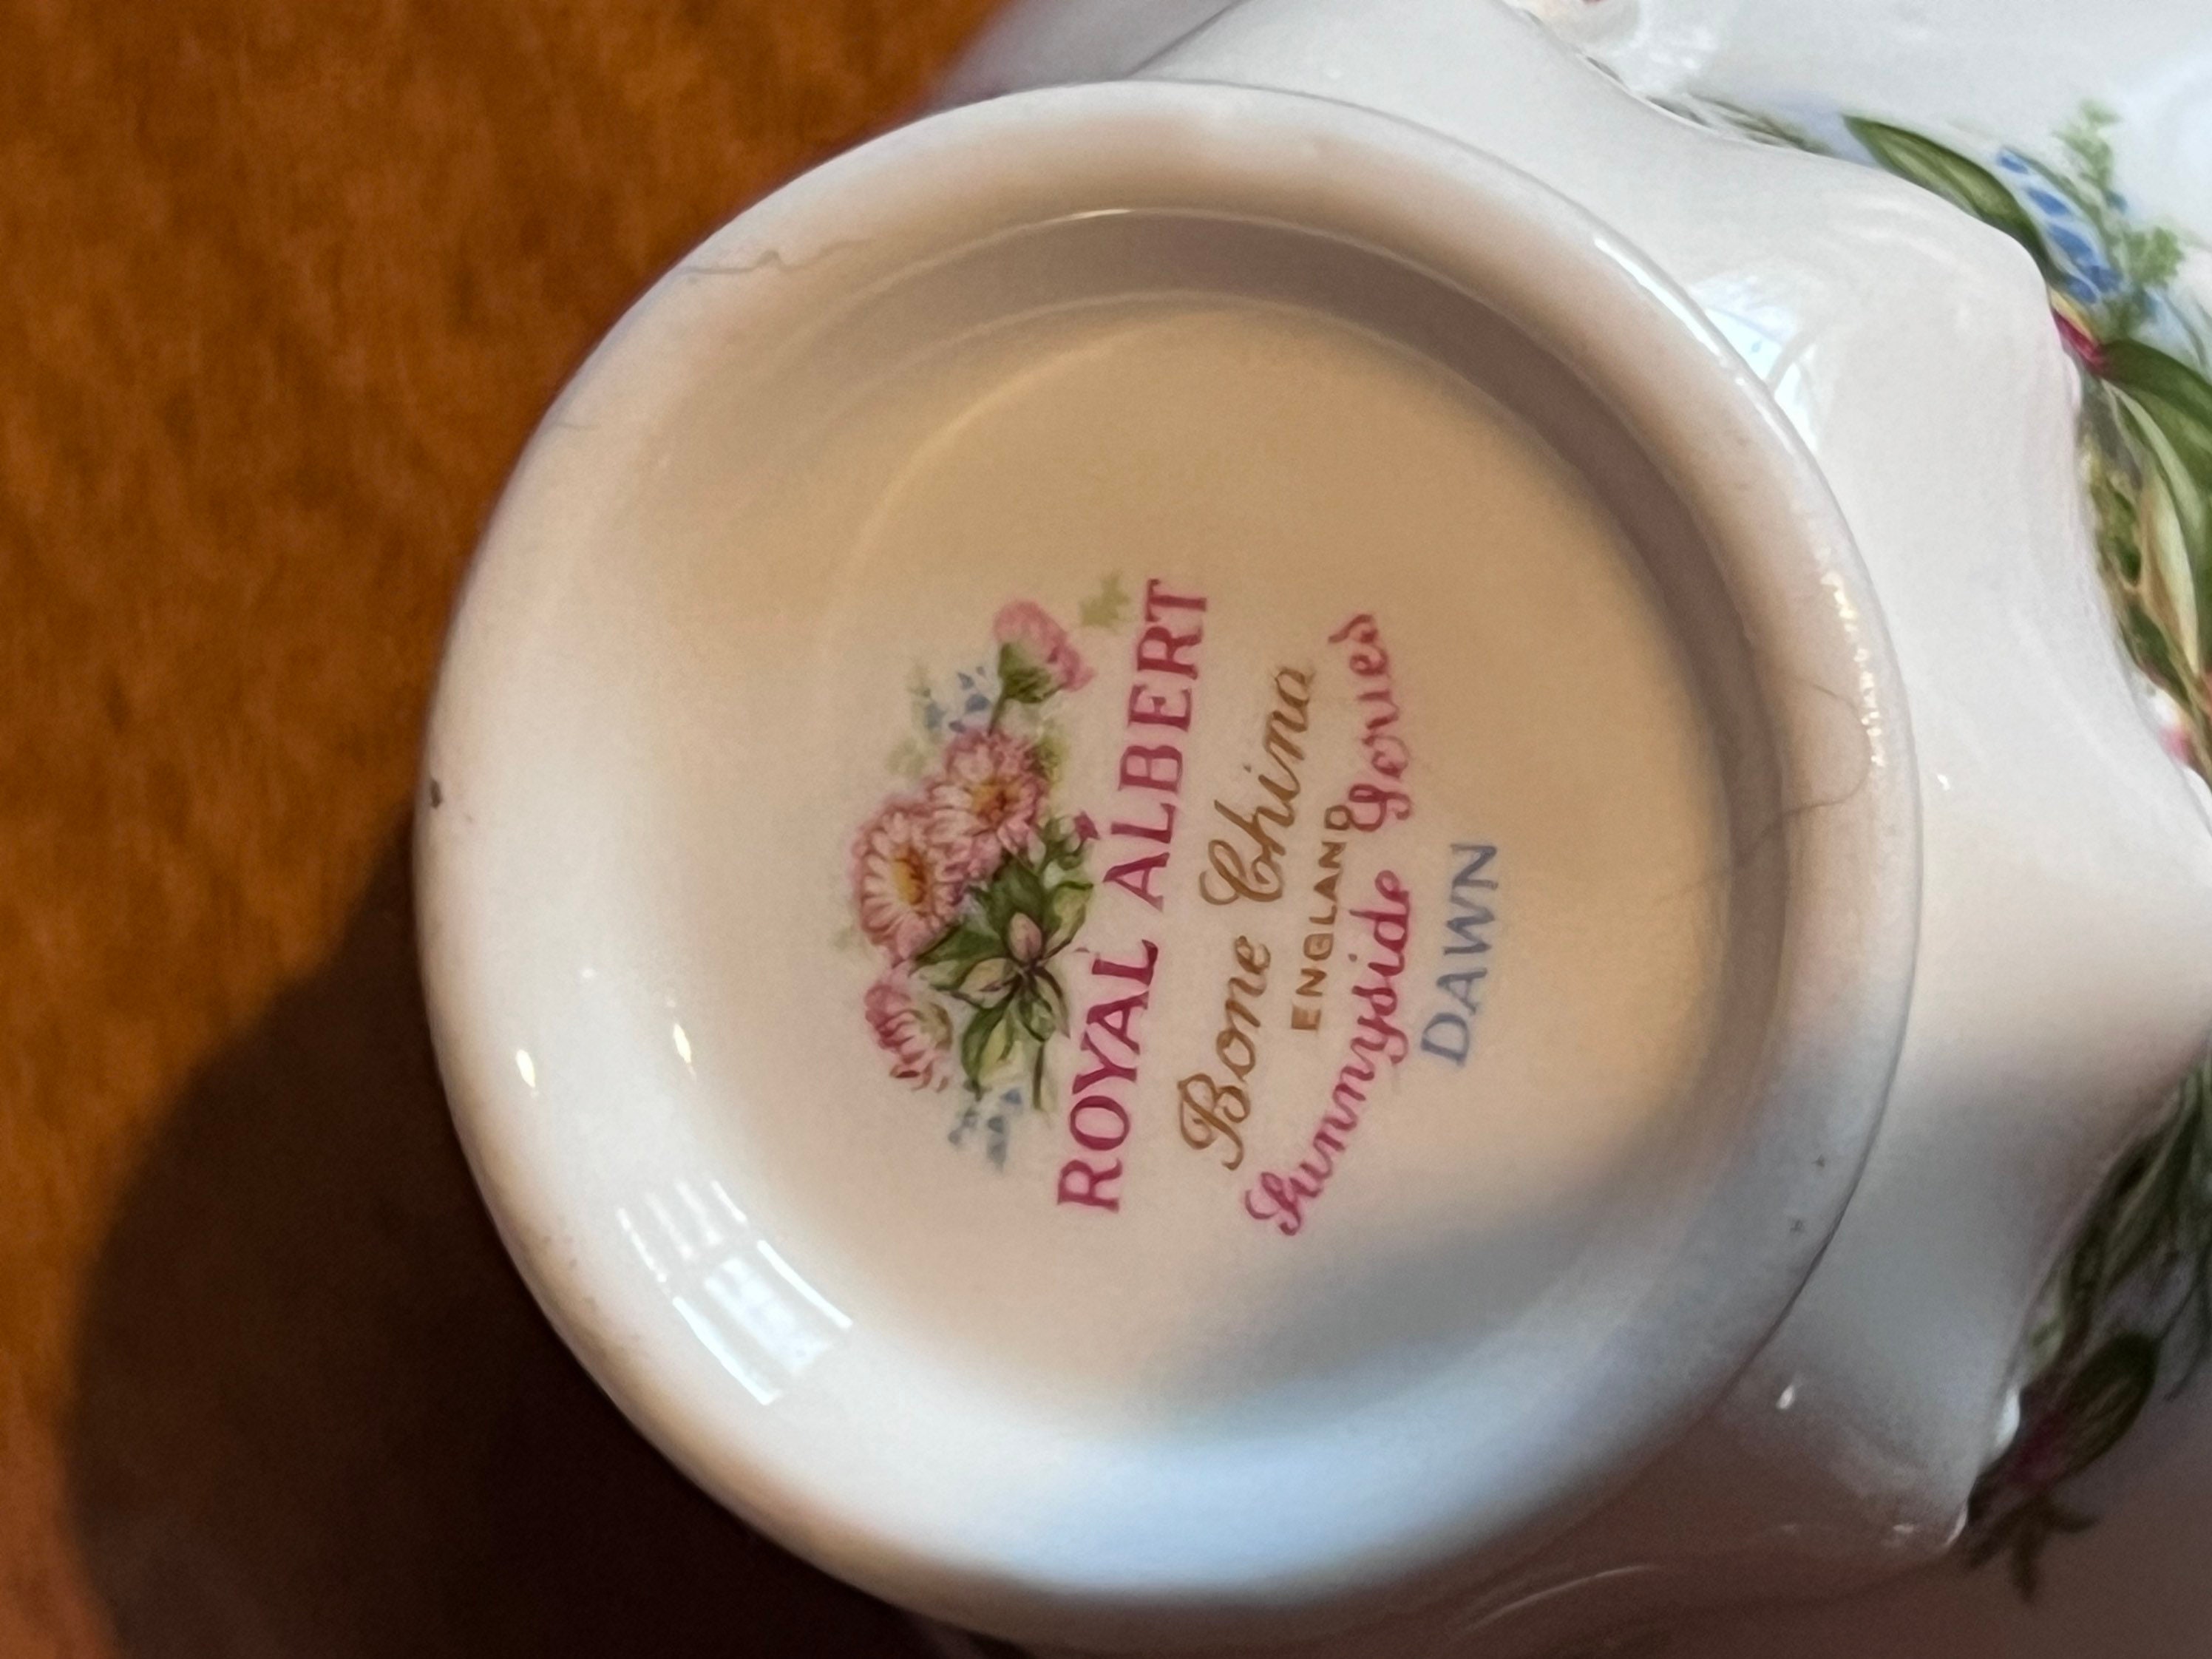 ROYAL ALBERT
Bone China
ENGLAND
Sunnyside Series
DAWN